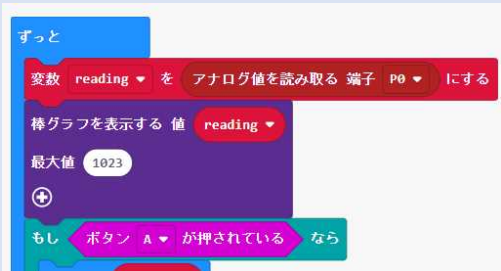 ずっと
変数 reading ▼ を アナログ値を読み取る 端子 P0 ▼ にする
棒グラフを表示する 値 reading ▼
最大値 1023
もし ボタン A ▼ が押されている なら